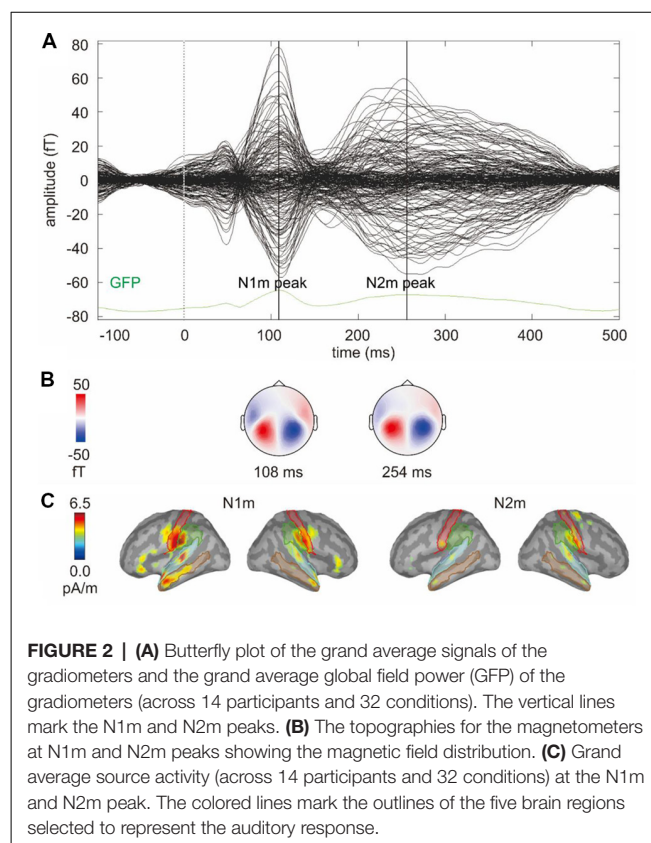 A
80
60
40
20
0
-20
-40
-60
-80
amplitude (fT)
GFP
N1m peak
N2m peak
-100 0 100 200 300 400 500
time (ms)
B
50
-50
fT
108 ms
254 ms
C
6.5
0.0
pA/m
N1m
N2m
FIGURE 2 | (A) Butterfly plot of the grand average signals of the
gradiometers and the grand average global field power (GFP) of the
gradiometers (across 14 participants and 32 conditions). The vertical lines
mark the N1m and N2m peaks. (B) The topographies for the magnetometers
at N1m and N2m peaks showing the magnetic field distribution. (C) Grand
average source activity (across 14 participants and 32 conditions) at the N1m
and N2m peak. The colored lines mark the outlines of the five brain regions
selected to represent the auditory response.